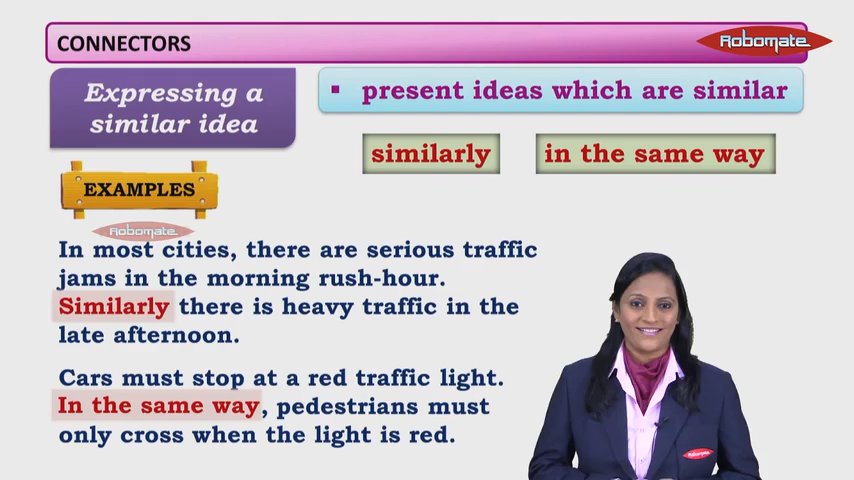 CONNECTORS
Robomate
Expressing a
similar idea
▪ present ideas which are similar
similarly
in the same way
EXAMPLES
Robomate
In most cities, there are serious traffic
jams in the morning rush-hour.
Similarly there is heavy traffic in the
late afternoon.
Cars must stop at a red traffic light.
In the same way, pedestrians must
only cross when the light is red.
Robomate